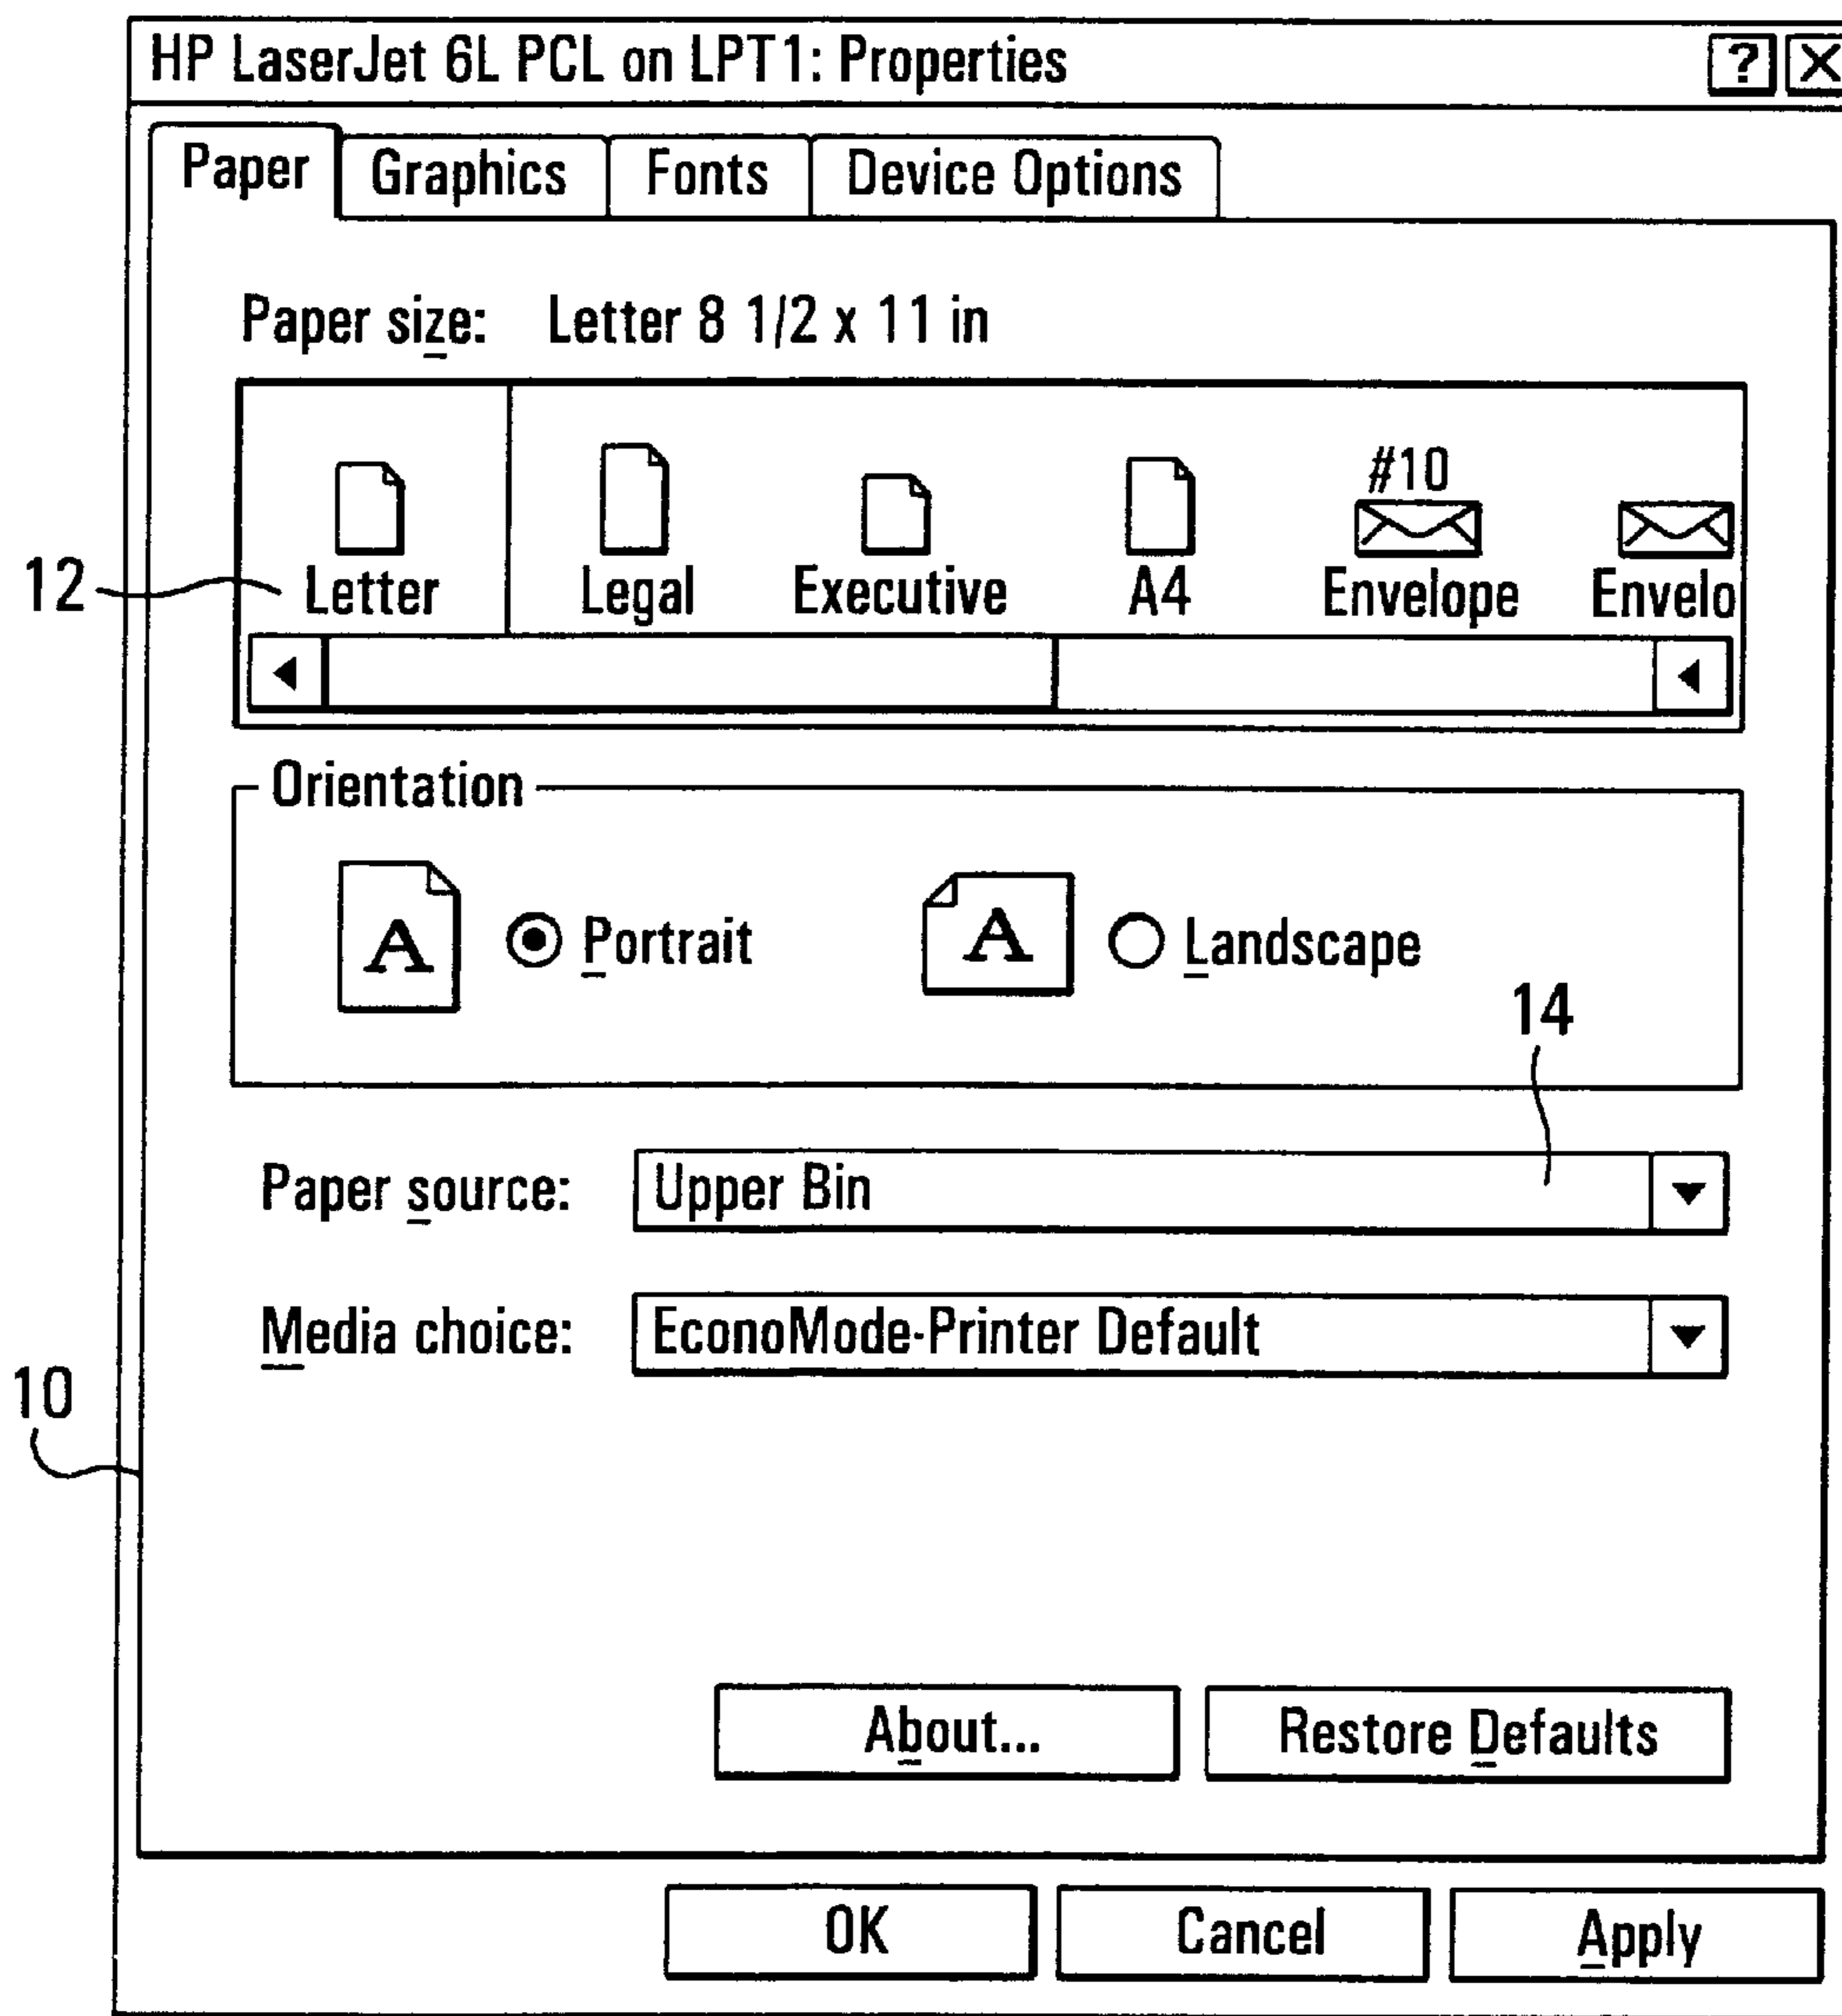 HP LaserJet 6L PCL on LPT1: Properties ? X
Paper Graphics Fonts Device Options
Paper size: Letter 8 1/2 x 11 in
#10
12 Letter Legal Executive A4 Envelope Envelo
Orientation
A Portrait A Landscape
14
Paper source: Upper Bin
Media choice: EconoMode-Printer Default
10
About... Restore Defaults
OK Cancel Apply